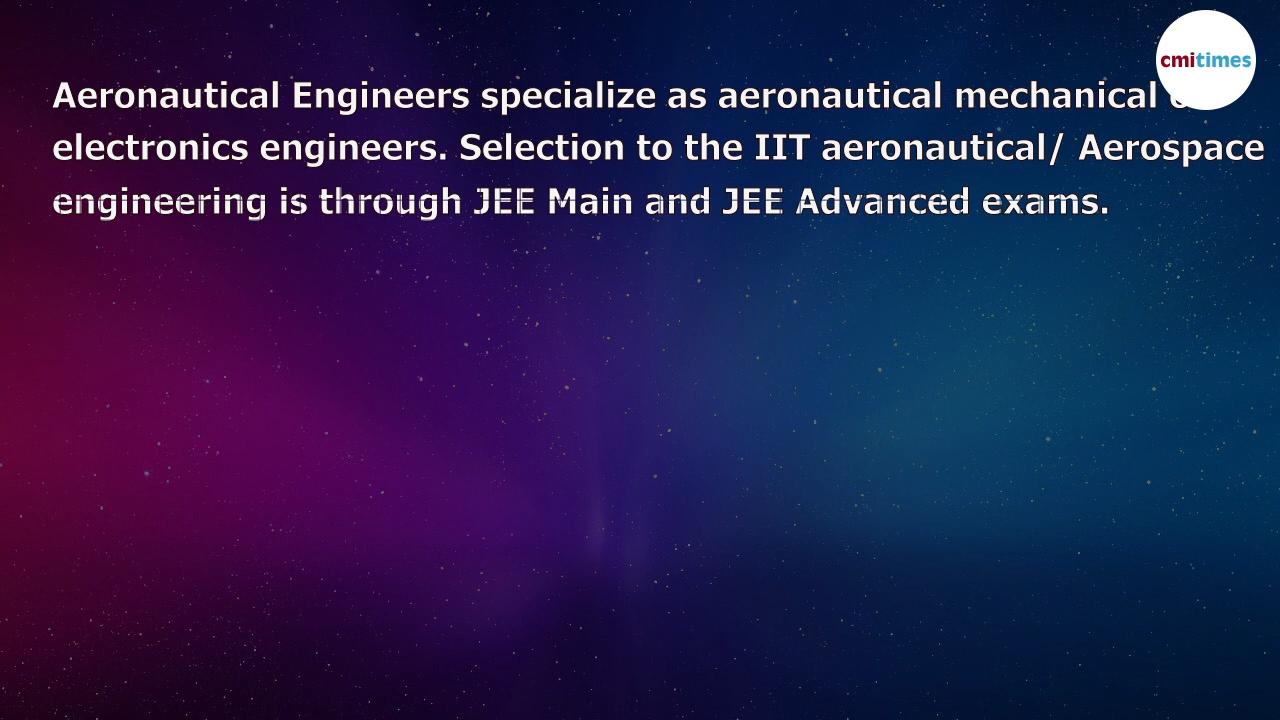 cmitimes
Aeronautical Engineers specialize as aeronautical mechanical
electronics engineers. Selection to the IIT aeronautical/ Aerospace
engineering is through JEE Main and JEE Advanced exams.